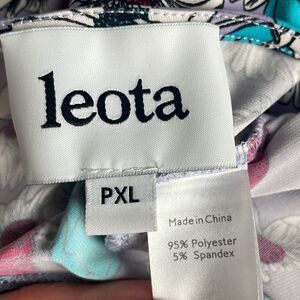 leota
PXL
Made in China
95% Polyester
5% Spandex